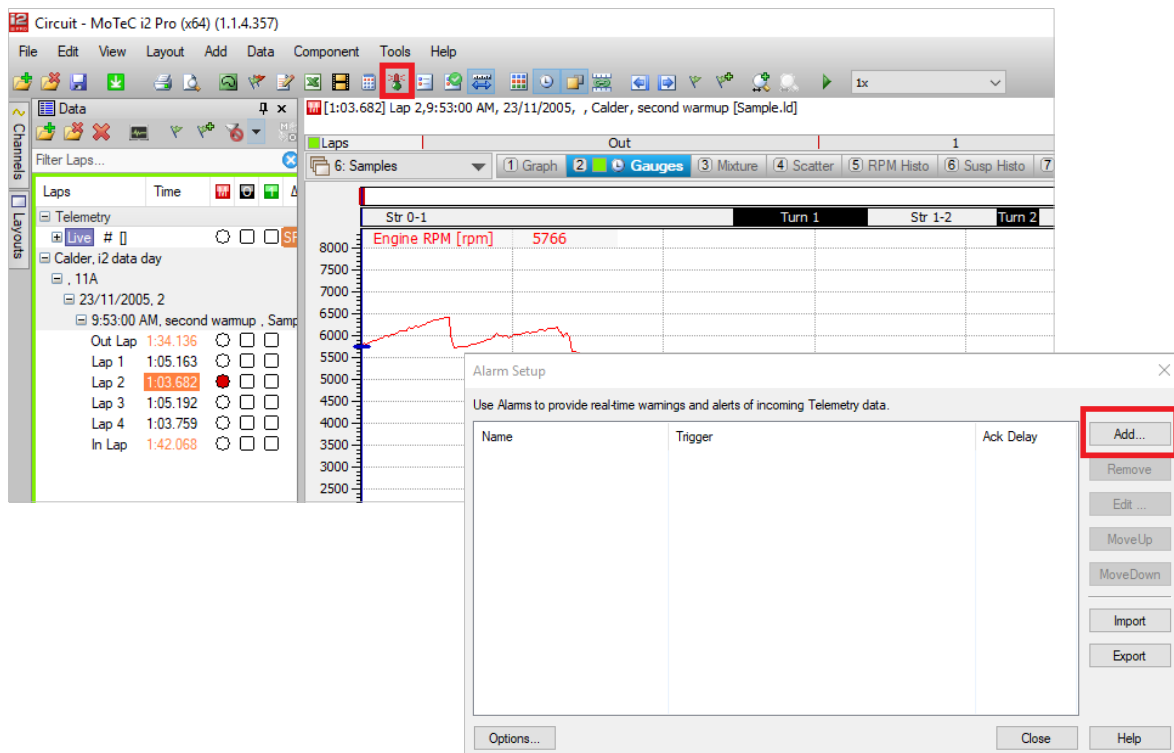 Circuit - MoTeC i2 Pro (x64) (1.1.4.357)
File Edit View Layout Add Data Component Tools Help
1x
Channels
Layouts
Data
Filter Laps...
Laps Time
Telemetry
Live # []
Calder, i2 data day
, 11A
23/11/2005, 2
9:53:00 AM, second warmup , Samp
Out Lap 1:34.136
Lap 1 1:05.163
Lap 2 1:03.682
Lap 3 1:05.192
Lap 4 1:03.759
In Lap 1:42.068
[1:03.682] Lap 2,9:53:00 AM, 23/11/2005, , Calder, second warmup [Sample.ld]
Laps Out 1
6: Samples 1 Graph 2 Gauges 3 Mixture 4 Scatter 5 RPM Histo 6 Susp Histo 7
Str 0-1 Turn 1 Str 1-2 Turn 2
Engine RPM [rpm] 5766
8000
7500
7000
6500
6000
5500
5000
4500
4000
3500
3000
2500
Alarm Setup
Use Alarms to provide real-time warnings and alerts of incoming Telemetry data.
Name Trigger Ack Delay
Add...
Remove
Edit ...
MoveUp
MoveDown
Import
Export
Options... Close Help